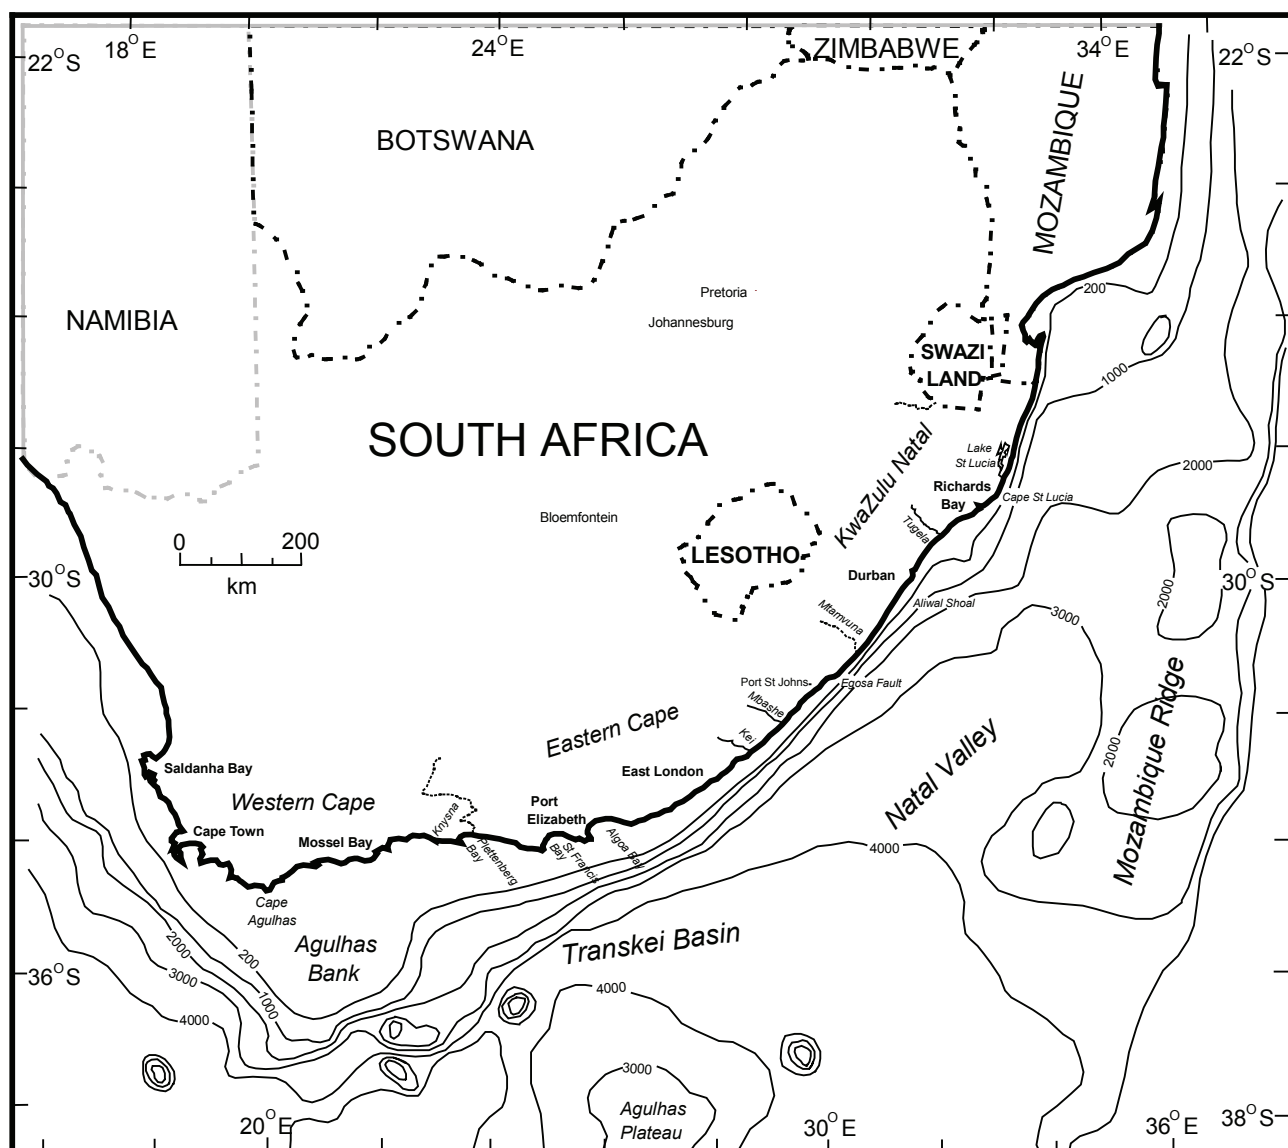 22°S
18°E
24°E
ZIMBABWE
34°E
22°S
BOTSWANA
MOZAMBIQUE
NAMIBIA
Pretoria
Johannesburg
200
SWAZI
LAND
1000
SOUTH AFRICA
KwaZulu Natal
Lake
St Lucia
2000
Richards
Bay
Cape St Lucia
Bloemfontein
Tugela
0 200
km
LESOTHO
30°S
Durban
30°S
2000
Aliwal Shoal
3000
Mtamvuna
Port St Johns
Egosa Fault
Mbashe
Kei
Eastern Cape
Natal Valley
2000
Mozambique Ridge
Saldanha Bay
East London
Western Cape
Knysna
Port
Elizabeth
Cape Town
Mossel Bay
Plettenberg
Bay
St Francis
Bay
Algoa Bay
4000
Cape
Agulhas
Agulhas
Bank
Transkei Basin
200
2000
3000
1000
4000
36°S
4000
3000
Agulhas
Plateau
20°E
30°E
36°E
38°S